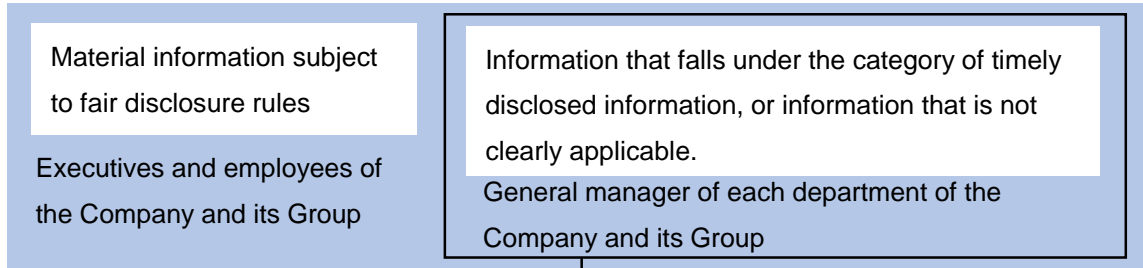 Material information subject
to fair disclosure rules
Executives and employees of
the Company and its Group
Information that falls under the category of timely
disclosed information, or information that is not
clearly applicable.
General manager of each department of the
Company and its Group